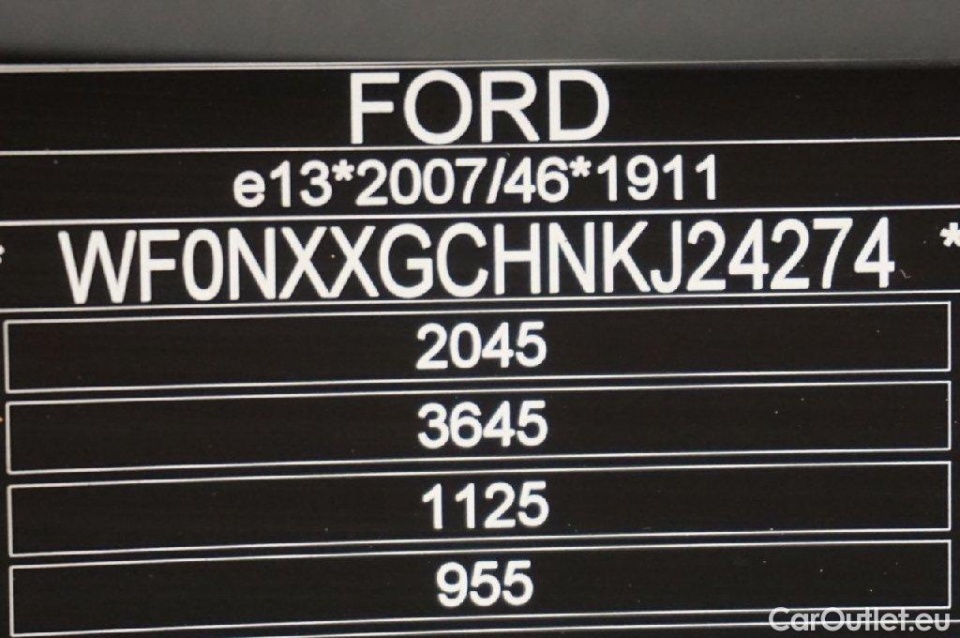 FORD
e13*2007/46*1911
* WF0NXXGCHNKJ24274 *
2045
3645
1125
955
CarOutlet.eu